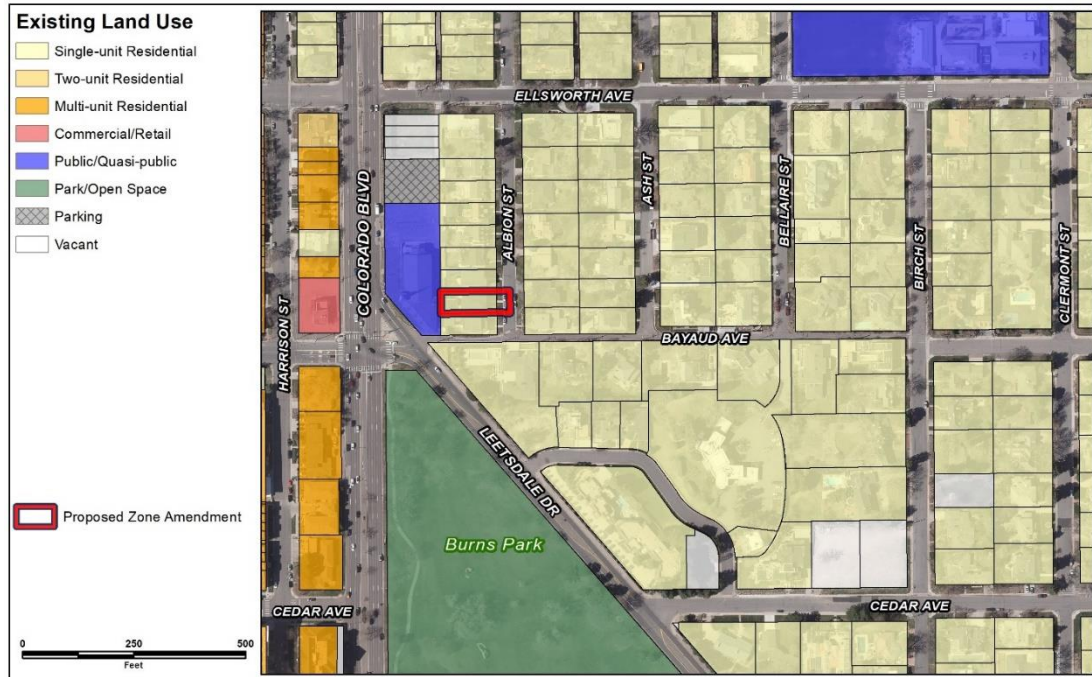 Existing Land Use
Single-unit Residential
Two-unit Residential
Multi-unit Residential
Commercial/Retail
Public/Quasi-public
Park/Open Space
Parking
Vacant
Proposed Zone Amendment
0 250 500
Feet
ELLSWORTH AVE
HARRISON ST
COLORADO BLVD
ALBION ST
ASH ST
BELLAIRE ST
BIRCH ST
CLERMONT ST
BAYAUD AVE
LEETSDALE DR
Burns Park
CEDAR AVE
CEDAR AVE